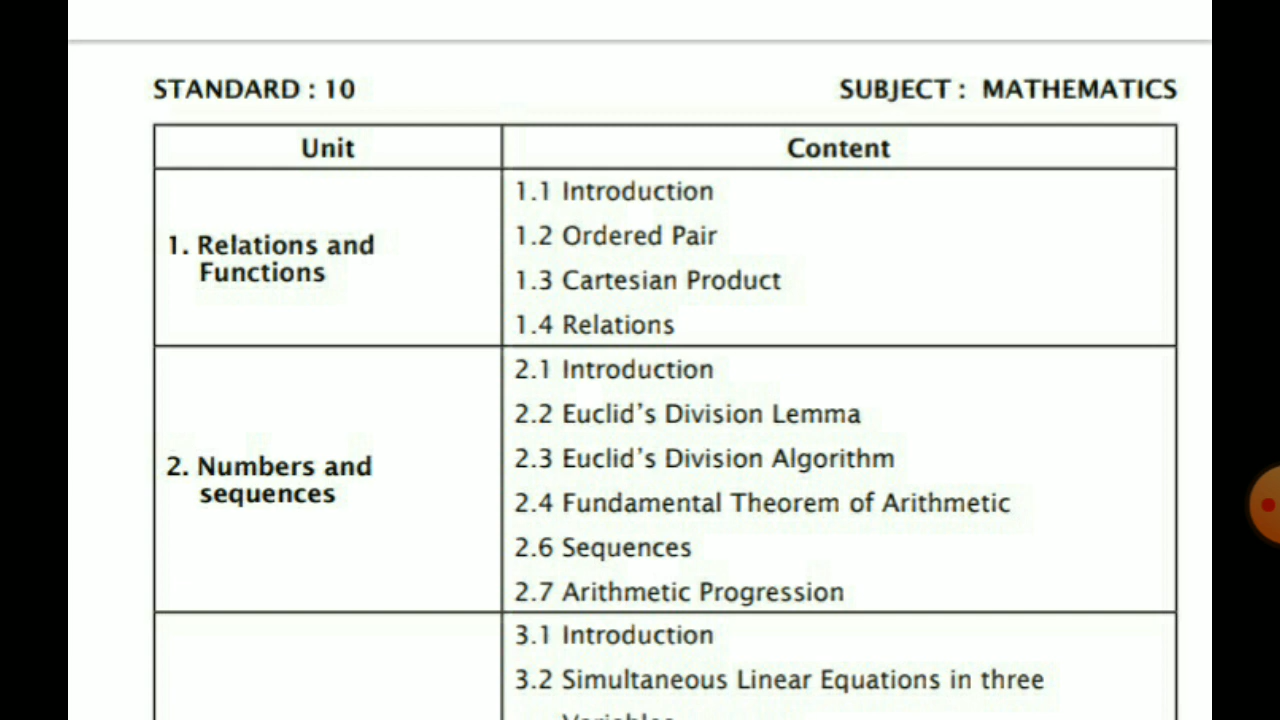 STANDARD : 10 SUBJECT : MATHEMATICS
Unit Content
1. Relations and
Functions
1.1 Introduction
1.2 Ordered Pair
1.3 Cartesian Product
1.4 Relations
2. Numbers and
sequences
2.1 Introduction
2.2 Euclid’s Division Lemma
2.3 Euclid’s Division Algorithm
2.4 Fundamental Theorem of Arithmetic
2.6 Sequences
2.7 Arithmetic Progression
3.1 Introduction
3.2 Simultaneous Linear Equations in three
Variables